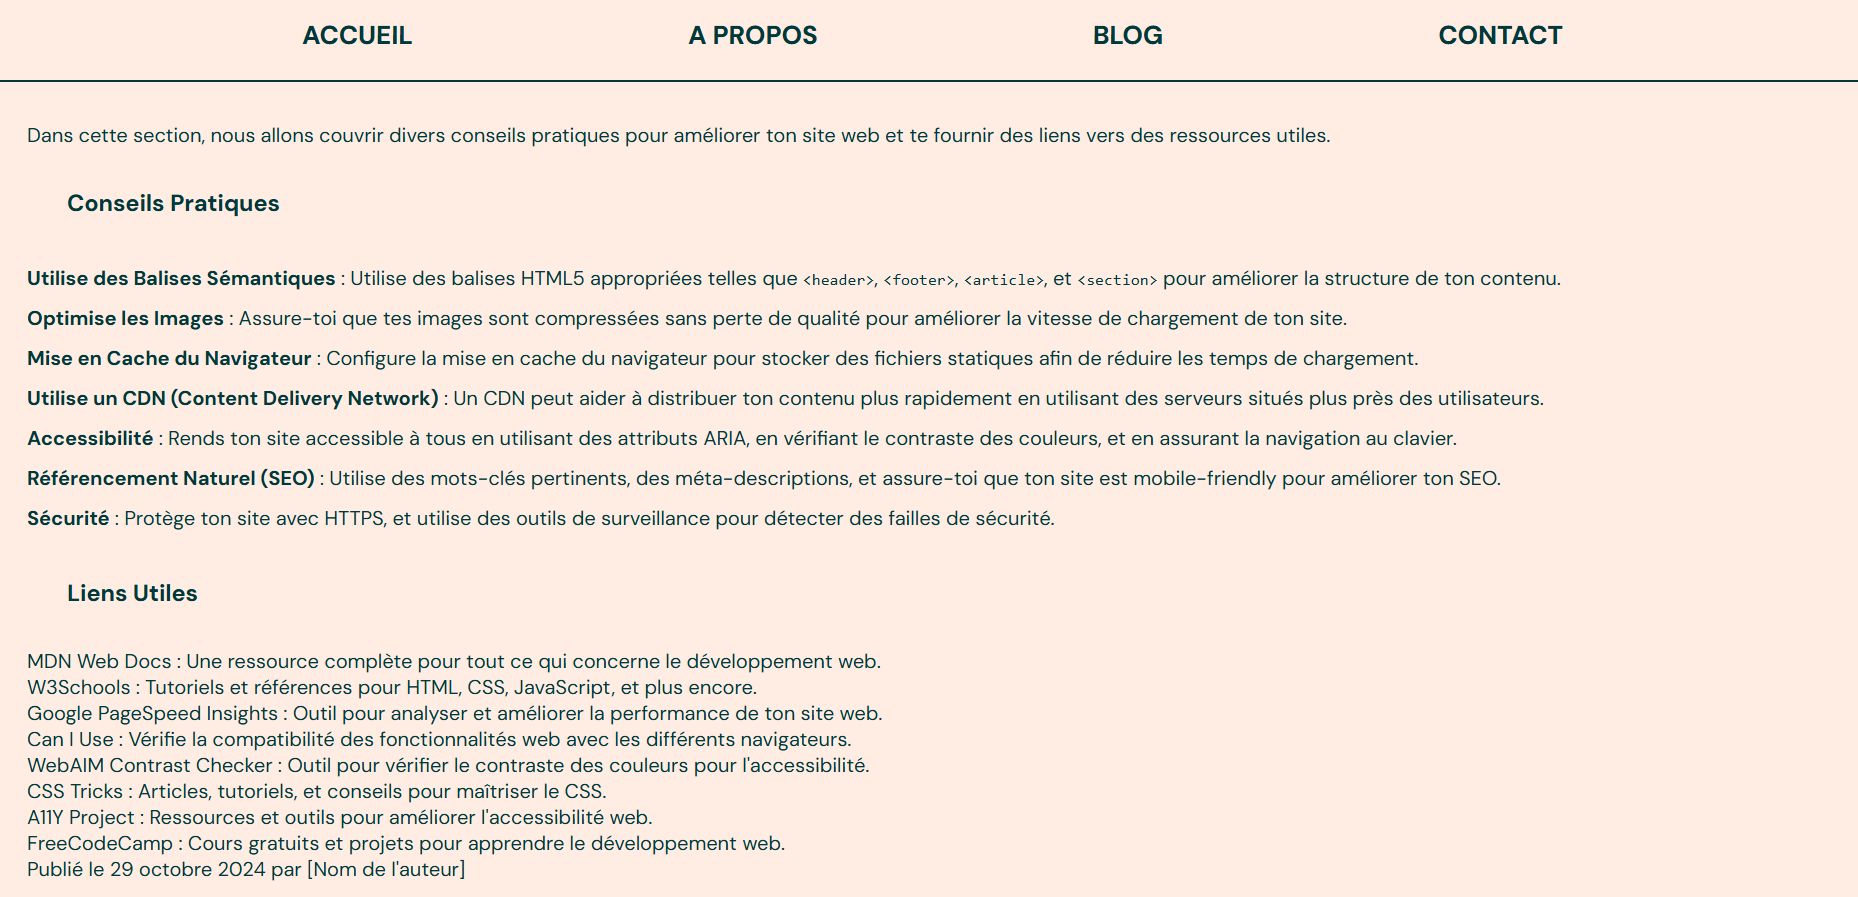 ACCUEIL A PROPOS BLOG CONTACT
Dans cette section, nous allons couvrir divers conseils pratiques pour améliorer ton site web et te fournir des liens vers des ressources utiles.
Conseils Pratiques
Utilise des Balises Sémantiques : Utilise des balises HTML5 appropriées telles que <header>, <footer>, <article>, et <section> pour améliorer la structure de ton contenu.
Optimise les Images : Assure-toi que tes images sont compressées sans perte de qualité pour améliorer la vitesse de chargement de ton site.
Mise en Cache du Navigateur : Configure la mise en cache du navigateur pour stocker des fichiers statiques afin de réduire les temps de chargement.
Utilise un CDN (Content Delivery Network) : Un CDN peut aider à distribuer ton contenu plus rapidement en utilisant des serveurs situés plus près des utilisateurs.
Accessibilité : Rends ton site accessible à tous en utilisant des attributs ARIA, en vérifiant le contraste des couleurs, et en assurant la navigation au clavier.
Référencement Naturel (SEO) : Utilise des mots-clés pertinents, des méta-descriptions, et assure-toi que ton site est mobile-friendly pour améliorer ton SEO.
Sécurité : Protège ton site avec HTTPS, et utilise des outils de surveillance pour détecter des failles de sécurité.
Liens Utiles
MDN Web Docs : Une ressource complète pour tout ce qui concerne le développement web.
W3Schools : Tutoriels et références pour HTML, CSS, JavaScript, et plus encore.
Google PageSpeed Insights : Outil pour analyser et améliorer la performance de ton site web.
Can I Use : Vérifie la compatibilité des fonctionnalités web avec les différents navigateurs.
WebAIM Contrast Checker : Outil pour vérifier le contraste des couleurs pour l'accessibilité.
CSS Tricks : Articles, tutoriels, et conseils pour maîtriser le CSS.
A11Y Project : Ressources et outils pour améliorer l'accessibilité web.
FreeCodeCamp : Cours gratuits et projets pour apprendre le développement web.
Publié le 29 octobre 2024 par [Nom de l'auteur]